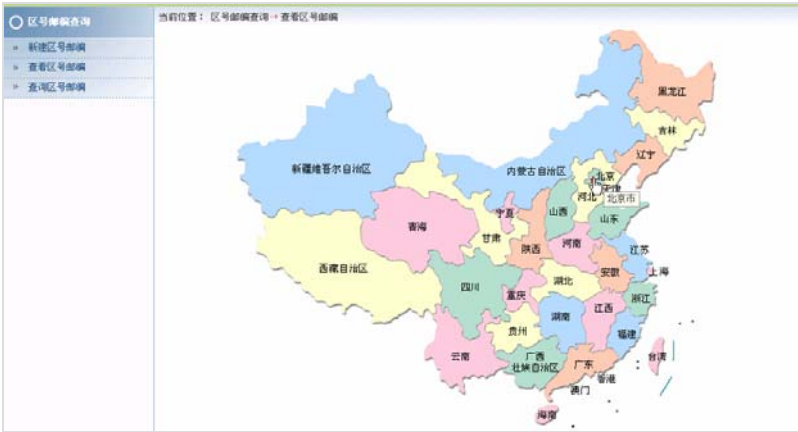 区号邮编查询
新建区号邮编
查看区号邮编
查询区号邮编
当前位置： 区号邮编查询→查看区号邮编
黑龙江
吉林
辽宁
新疆维吾尔自治区
内蒙古自治区
北京
天津
河北
北京市
宁夏
山西
山东
青海
甘肃
陕西
河南
江苏
西藏自治区
安徽
上海
四川
重庆
湖北
浙江
湖南
江西
贵州
福建
云南
广西
壮族自治区
广东
台湾
香港
澳门
海南